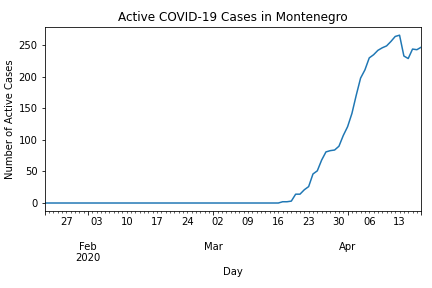 Active COVID-19 Cases in Montenegro
Number of Active Cases
250
200
150
100
50
0
27 03 10 17 24 02 09 16 23 30 06 13
Feb Mar Apr
2020
Day